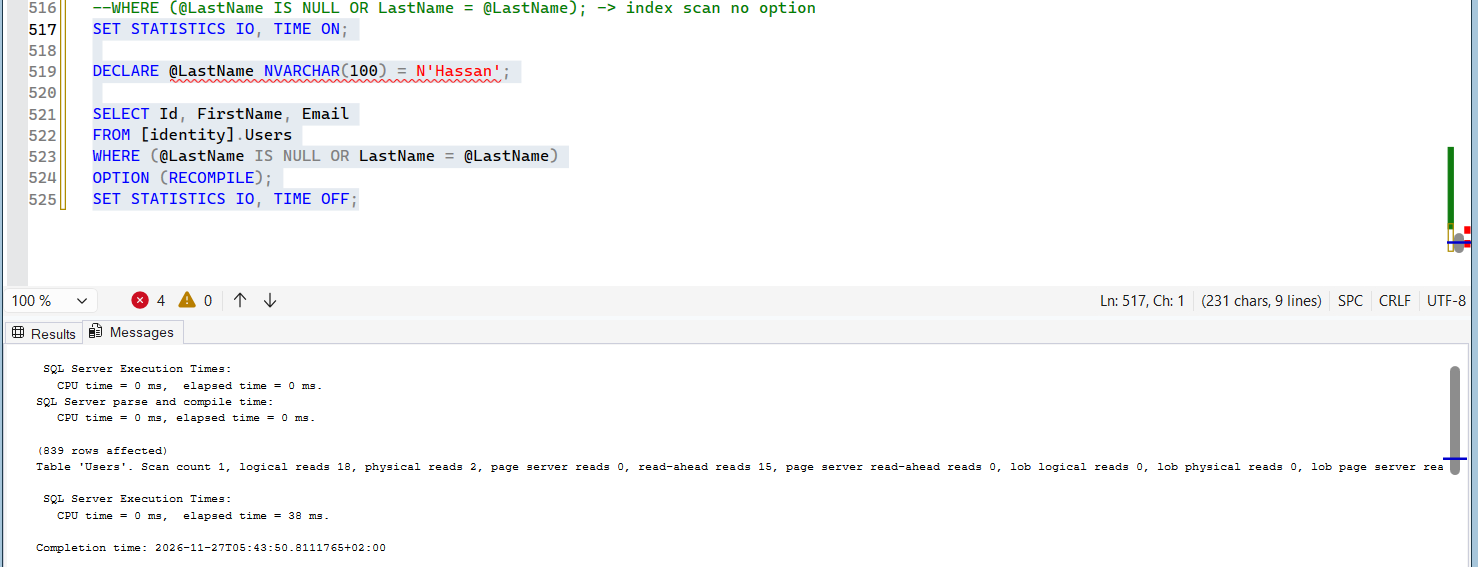 516 --WHERE (@LastName IS NULL OR LastName = @LastName); -> index scan no option
517 SET STATISTICS IO, TIME ON;
518
519 DECLARE @LastName NVARCHAR(100) = N'Hassan';
520
521 SELECT Id, FirstName, Email
522 FROM [identity].Users
523 WHERE (@LastName IS NULL OR LastName = @LastName)
524 OPTION (RECOMPILE);
525 SET STATISTICS IO, TIME OFF;
100 % 4 0 Ln: 517, Ch: 1 (231 chars, 9 lines) SPC CRLF UTF-8
Results Messages
SQL Server Execution Times:
CPU time = 0 ms, elapsed time = 0 ms.
SQL Server parse and compile time:
CPU time = 0 ms, elapsed time = 0 ms.
(839 rows affected)
Table 'Users'. Scan count 1, logical reads 18, physical reads 2, page server reads 0, read-ahead reads 15, page server read-ahead reads 0, lob logical reads 0, lob physical reads 0, lob page server rea
SQL Server Execution Times:
CPU time = 0 ms, elapsed time = 38 ms.
Completion time: 2026-11-27T05:43:50.8111765+02:00